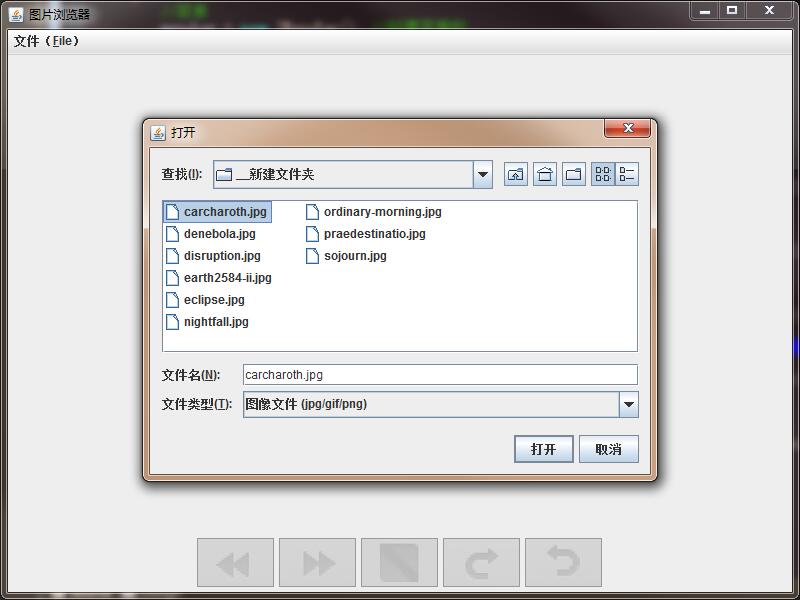 图片浏览器
文件（File）
打开
查找(I):
__新建文件夹
carcharoth.jpg
denebola.jpg
disruption.jpg
earth2584-ii.jpg
eclipse.jpg
nightfall.jpg
ordinary-morning.jpg
praedestinatio.jpg
sojourn.jpg
文件名(N):
carcharoth.jpg
文件类型(T):
图像文件 (jpg/gif/png)
打开
取消